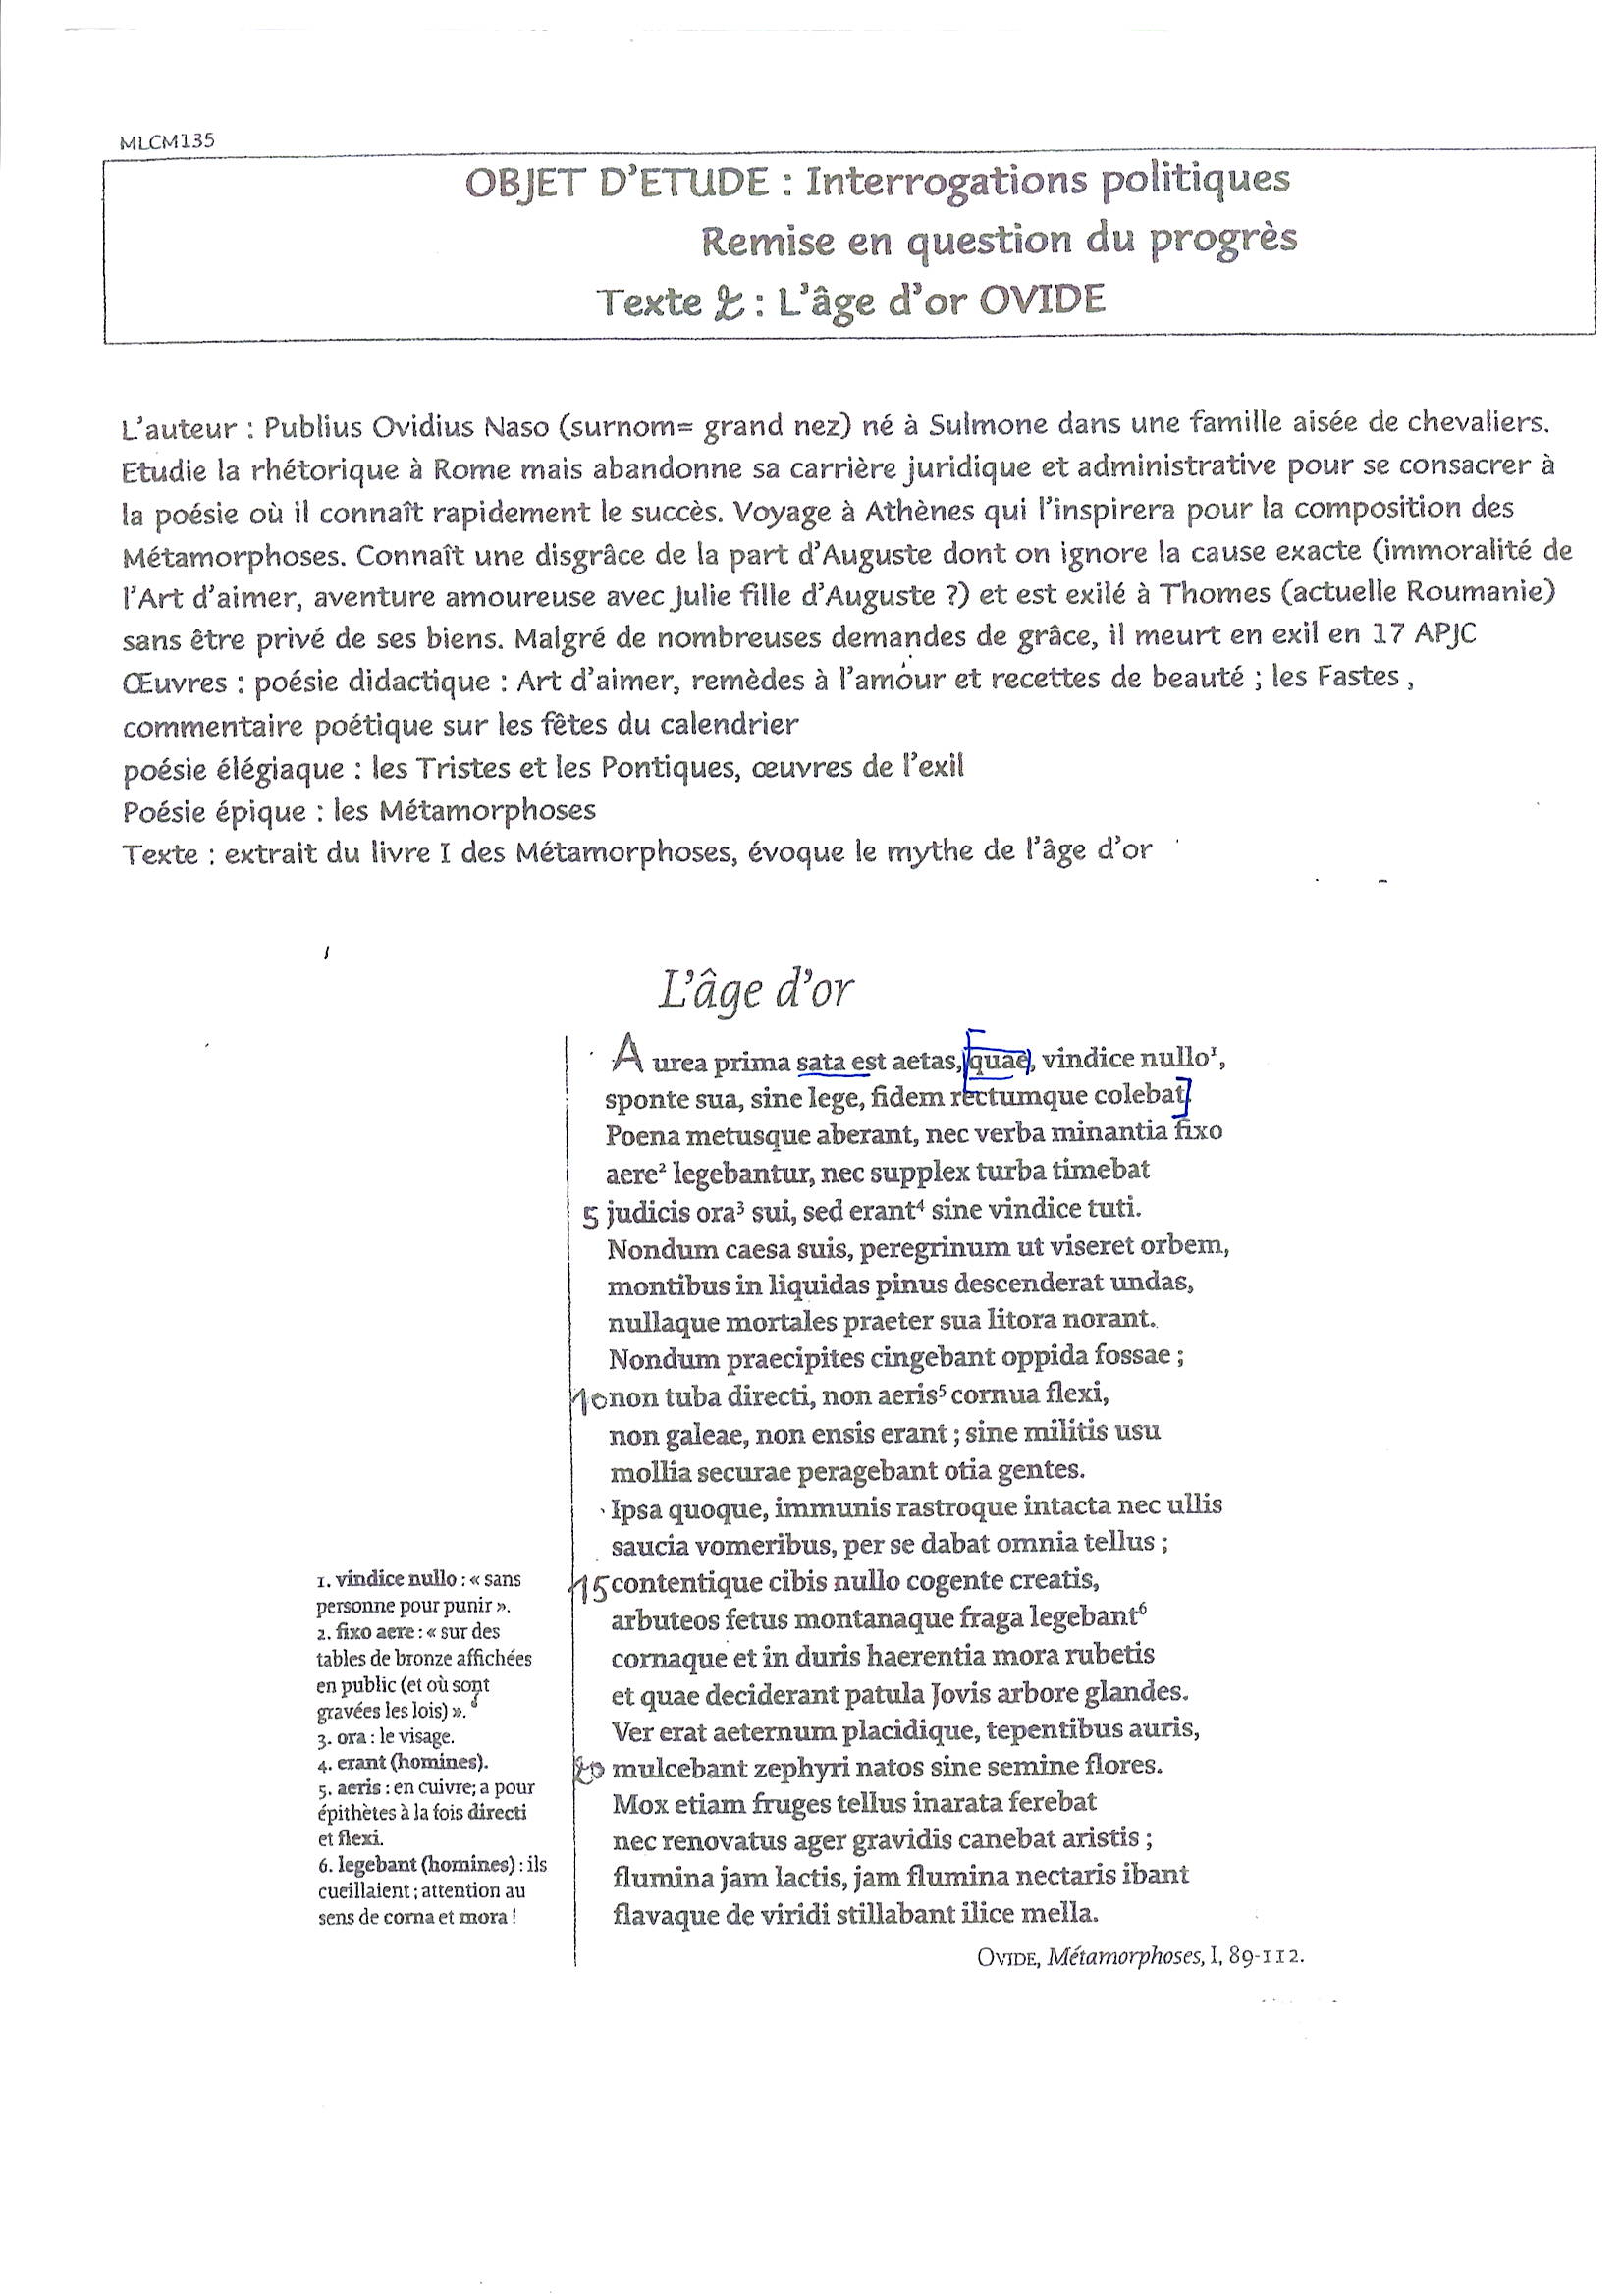 MLCM135
OBJET D'ETUDE : Interrogations politiques
Remise en question du progrès
Texte 2 : L'âge d'or OVIDE
L'auteur : Publius Ovidius Naso (surnom= grand nez) né à Sulmone dans une famille aisée de chevaliers.
Etudie la rhétorique à Rome mais abandonne sa carrière juridique et administrative pour se consacrer à
la poésie où il connaît rapidement le succès. Voyage à Athènes qui l'inspirera pour la composition des
Métamorphoses. Connaît une disgrâce de la part d'Auguste dont on ignore la cause exacte (immoralité de
l'Art d'aimer, aventure amoureuse avec Julie fille d'Auguste ?) et est exilé à Thomes (actuelle Roumanie)
sans être privé de ses biens. Malgré de nombreuses demandes de grâce, il meurt en exil en 17 APJC
Œuvres : poésie didactique : Art d'aimer, remèdes à l'amour et recettes de beauté ; les Fastes ,
commentaire poétique sur les fêtes du calendrier
poésie élégiaque : les Tristes et les Pontiques, œuvres de l'exil
Poésie épique : les Métamorphoses
Texte : extrait du livre I des Métamorphoses, évoque le mythe de l'âge d'or
L'âge d'or
Aurea prima sata est aetas, quae, vindice nullo¹,
sponte sua, sine lege, fidem rectumque colebat.
Poena metusque aberant, nec verba minantia fixo
aere² legebantur, nec supplex turba timebat
5 judicis ora³ sui, sed erant⁴ sine vindice tuti.
Nondum caesa suis, peregrinum ut viseret orbem,
montibus in liquidas pinus descenderat undas,
nullaque mortales praeter sua litora norant.
Nondum praecipites cingebant oppida fossae ;
10 non tuba directi, non aeris⁵ cornua flexi,
non galeae, non ensis erant ; sine militis usu
mollia securae peragebant otia gentes.
Ipsa quoque, immunis rastroque intacta nec ullis
saucia vomeribus, per se dabat omnia tellus ;
15 contentique cibis nullo cogente creatis,
arbuteos fetus montanaque fraga legebant⁶
cornaque et in duris haerentia mora rubetis
et quae deciderant patula Jovis arbore glandes.
Ver erat aeternum placidique, tepentibus auris,
20 mulcebant zephyri natos sine semine flores.
Mox etiam fruges tellus inarata ferebat
nec renovatus ager gravidis canebat aristis ;
flumina jam lactis, jam flumina nectaris ibant
flavaque de viridi stillabant ilice mella.
OVIDE, Métamorphoses, I, 89-112.
1. vindice nullo : « sans
personne pour punir ».
2. fixo aere : « sur des
tables de bronze affichées
en public (et où sont
gravées les lois) ».
3. ora : le visage.
4. erant (homines).
5. aeris : en cuivre; a pour
épithètes à la fois directi
et flexi.
6. legebant (homines) : ils
cueillaient ; attention au
sens de corna et mora !